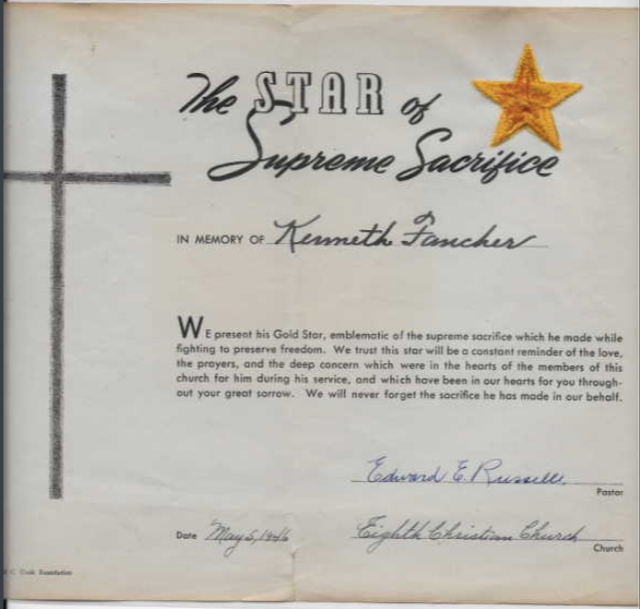 The STAR of
Supreme Sacrifice
IN MEMORY OF Kenneth Fancher
WE present his Gold Star, emblematic of the supreme sacrifice which he made while
fighting to preserve freedom. We trust this star will be a constant reminder of the love,
the prayers, and the deep concern which were in the hearts of the members of this
church for him during his service, and which have been in our hearts for you through-
out your great sorrow. We will never forget the sacrifice he has made in our behalf.
Edward E. Russell
Pastor
Date May 5, 1946 Eighth Christian Church
Church
C. Cook Foundation